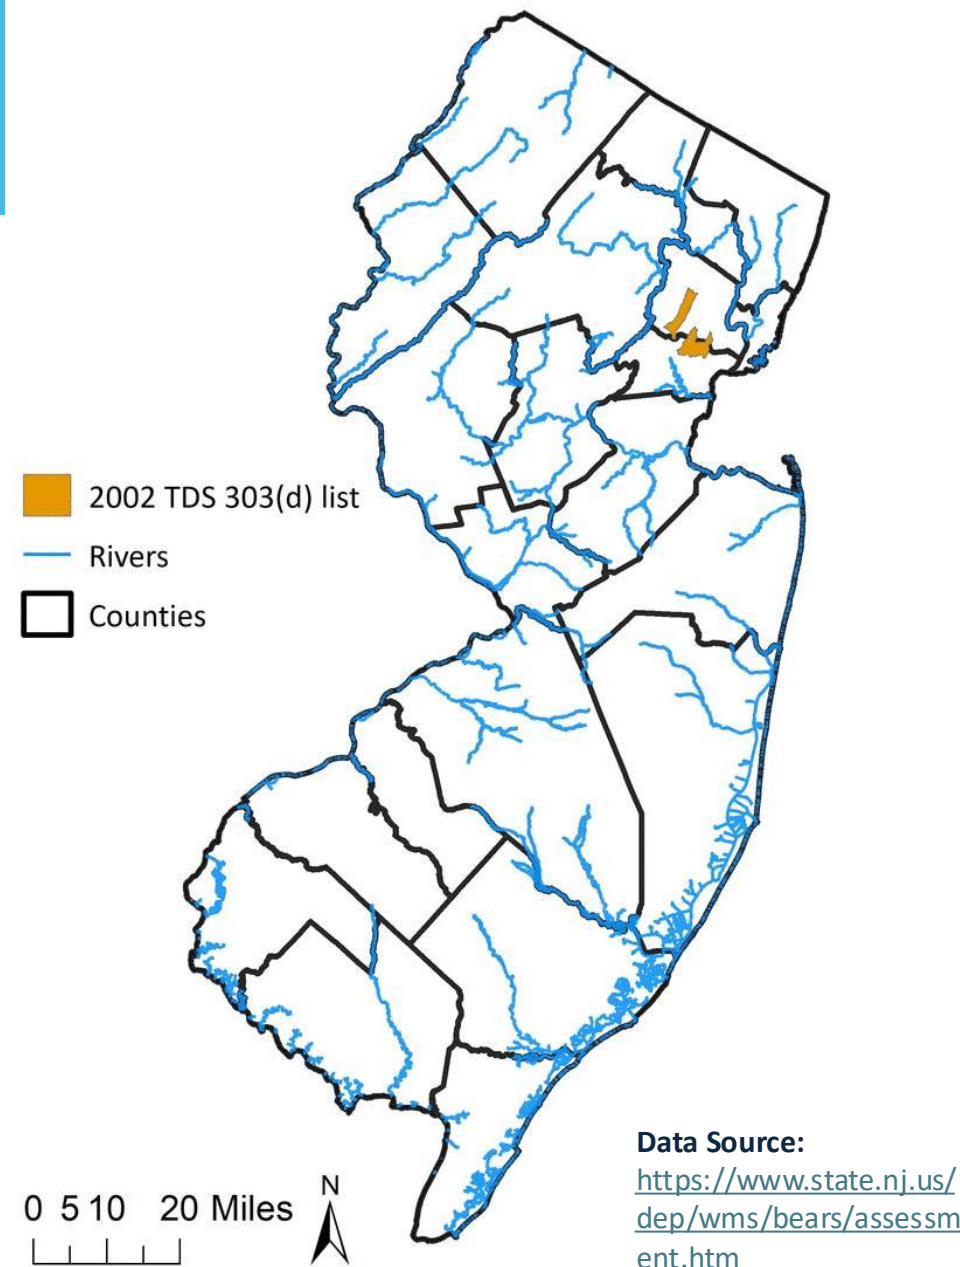 2002 TDS 303(d) list
Rivers
Counties
0 5 10 20 Miles
N
Data Source:
https://www.state.nj.us/
dep/wms/bears/assessm
ent.htm